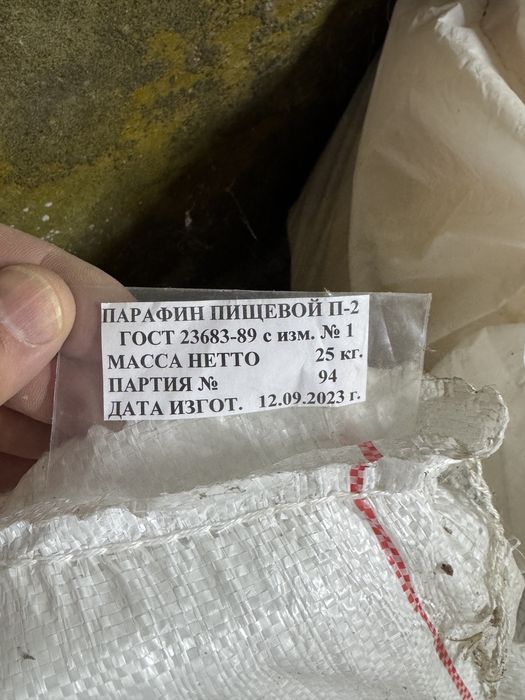 ПАРАФИН ПИЩЕВОЙ П-2
ГОСТ 23683-89 с изм. № 1
МАССА НЕТТО 25 кг.
ПАРТИЯ № 94
ДАТА ИЗГОТ. 12.09.2023 г.